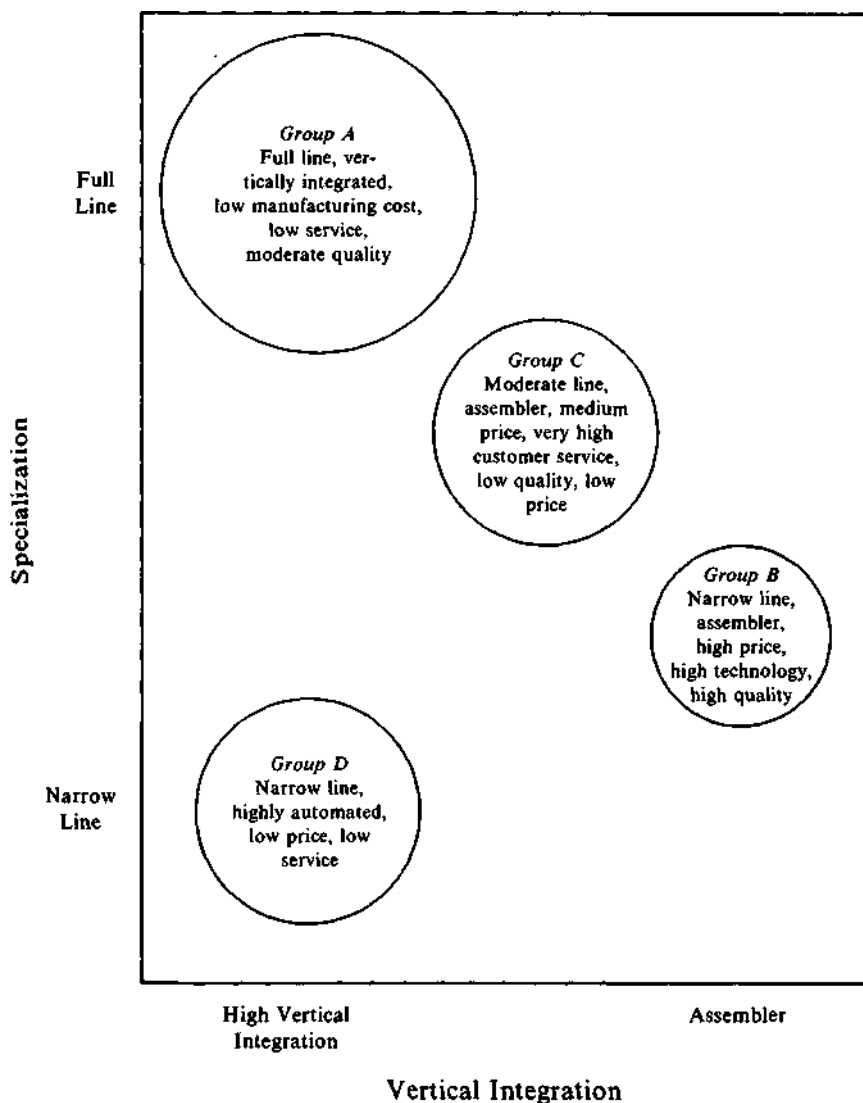 Group A
Full line, ver-
tically integrated,
low manufacturing cost,
low service,
moderate quality
Full
Line
Group C
Moderate line,
assembler, medium
price, very high
customer service,
low quality, low
price
Specialization
Group B
Narrow line,
assembler,
high price,
high technology,
high quality
Group D
Narrow line,
highly automated,
low price, low
service
Narrow
Line
High Vertical
Integration
Assembler
Vertical Integration